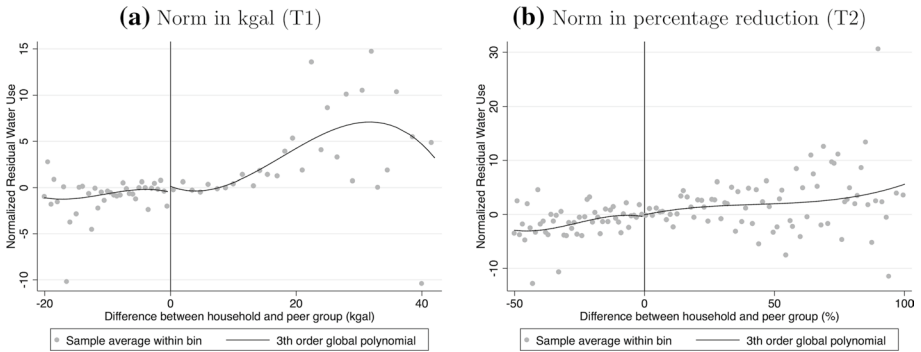 (a) Norm in kgal (T1)
Normalized Residual Water Use
15
10
5
0
-5
-10
-20
0
20
40
Difference between household and peer group (kgal)
Sample average within bin
3th order global polynomial
(b) Norm in percentage reduction (T2)
Normalized Residual Water Use
30
20
10
0
-10
-50
0
50
100
Difference between household and peer group (%)
Sample average within bin
3th order global polynomial